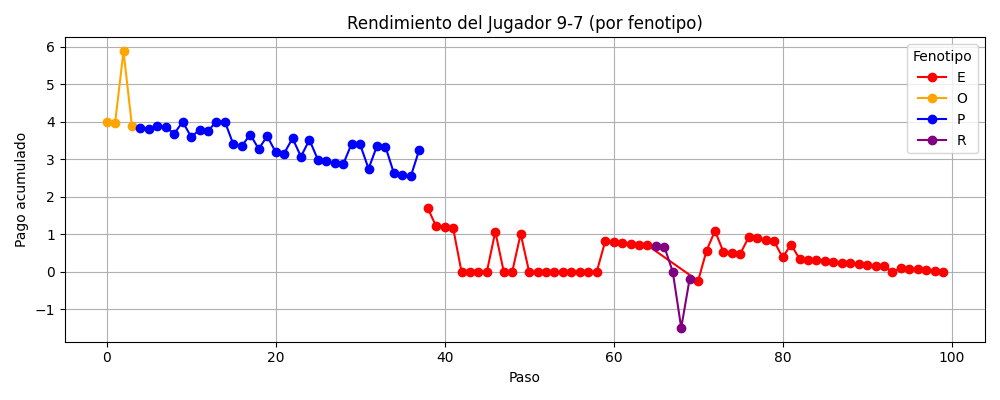 Rendimiento del Jugador 9-7 (por fenotipo)
Pago acumulado
6
5
4
3
2
1
0
−1
0 20 40 60 80 100
Paso
Fenotipo
E
O
P
R